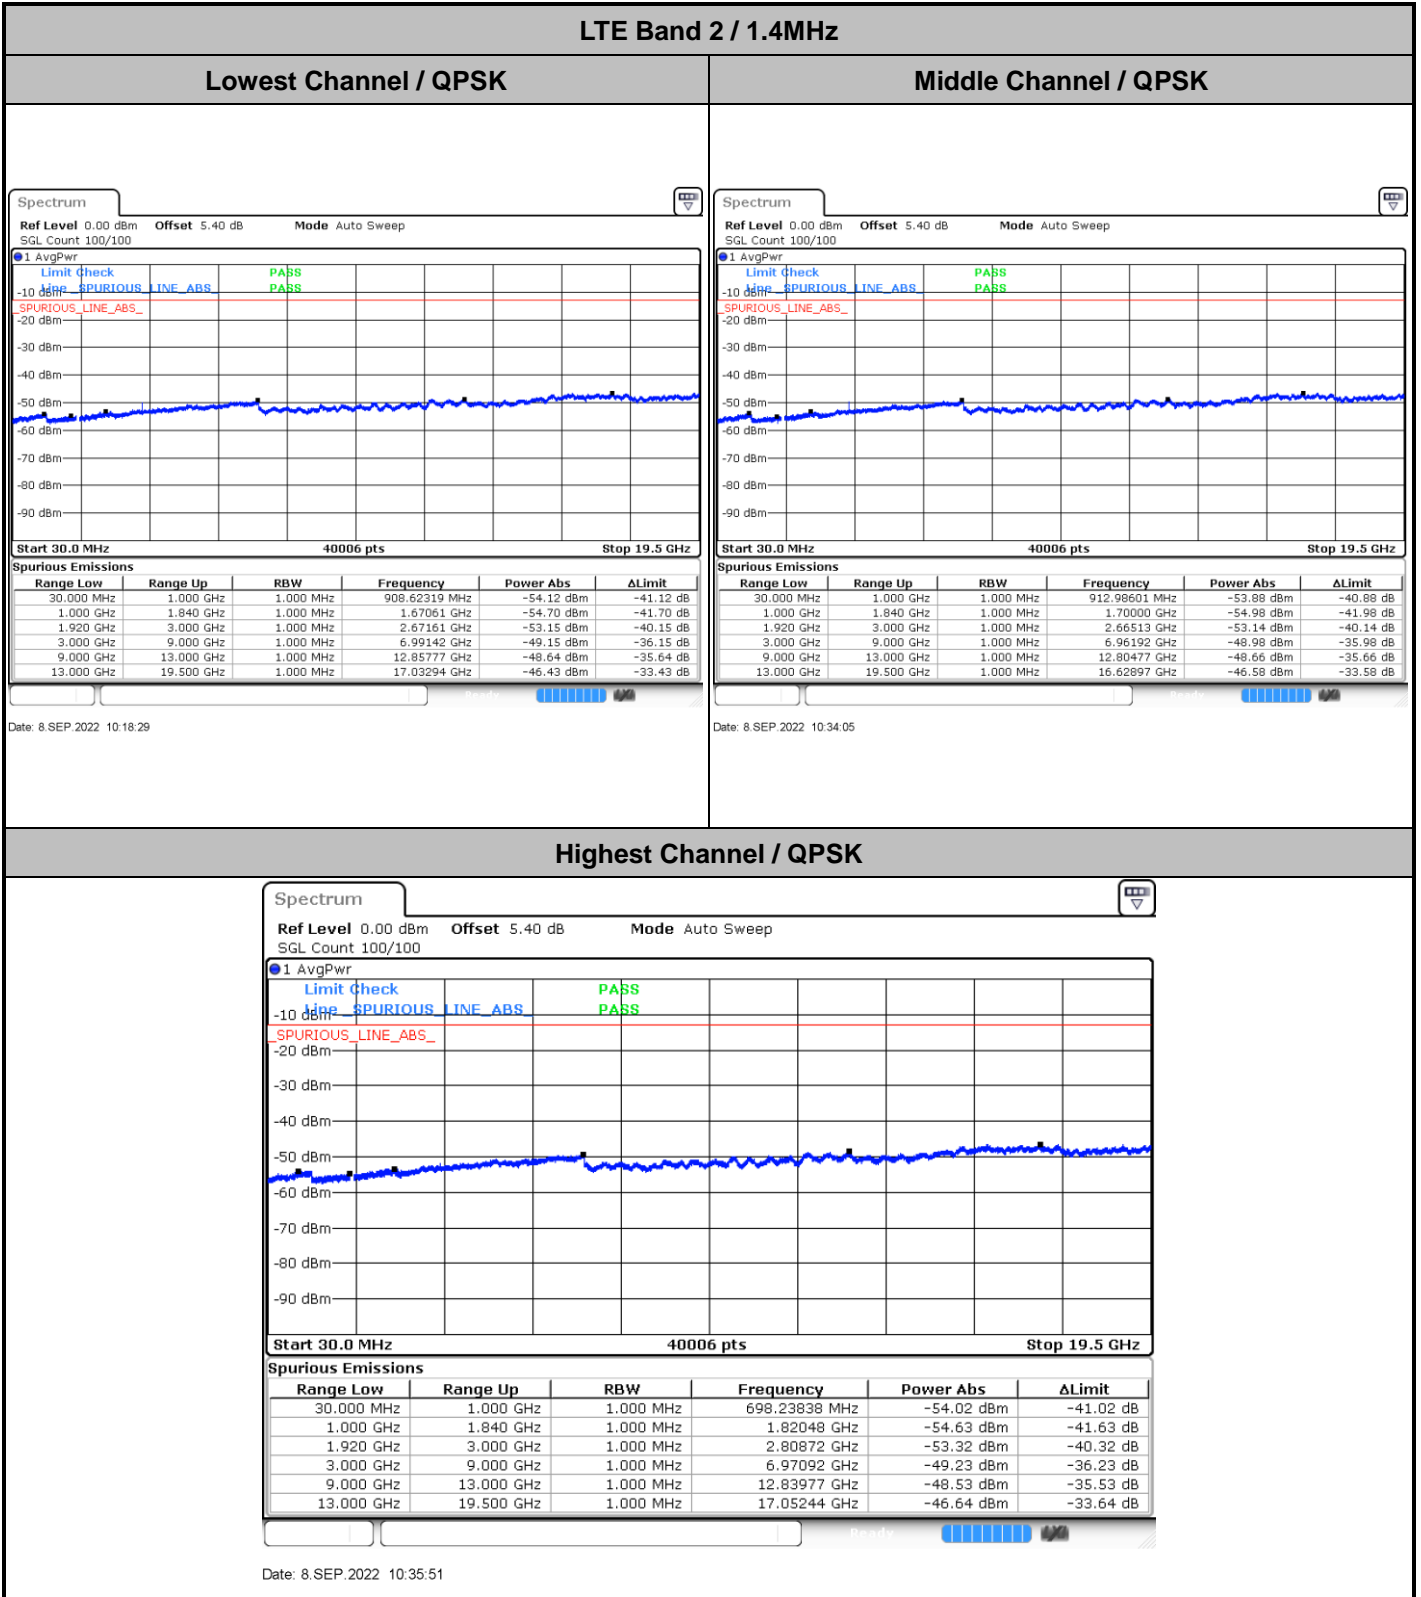 LTE Band 2 / 1.4MHz
Lowest Channel / QPSK
Middle Channel / QPSK
Spectrum
Ref Level 0.00 dBm Offset 5.40 dB Mode Auto Sweep
SGL Count 100/100
1 AvgPwr
Limit Check PASS
Line _SPURIOUS_LINE_ABS_ PASS
-10 dBm
_SPURIOUS_LINE_ABS_
-20 dBm
-30 dBm
-40 dBm
-50 dBm
-60 dBm
-70 dBm
-80 dBm
-90 dBm
Start 30.0 MHz 40006 pts Stop 19.5 GHz
Spurious Emissions
Range Low Range Up RBW Frequency Power Abs ΔLimit
30.000 MHz 1.000 GHz 1.000 MHz 908.62319 MHz -54.12 dBm -41.12 dB
1.000 GHz 1.840 GHz 1.000 MHz 1.67061 GHz -54.70 dBm -41.70 dB
1.920 GHz 3.000 GHz 1.000 MHz 2.67161 GHz -53.15 dBm -40.15 dB
3.000 GHz 9.000 GHz 1.000 MHz 6.99142 GHz -49.15 dBm -36.15 dB
9.000 GHz 13.000 GHz 1.000 MHz 12.85777 GHz -48.64 dBm -35.64 dB
13.000 GHz 19.500 GHz 1.000 MHz 17.03294 GHz -46.43 dBm -33.43 dB
Ready
Date: 8.SEP.2022 10:18:29
Spectrum
Ref Level 0.00 dBm Offset 5.40 dB Mode Auto Sweep
SGL Count 100/100
1 AvgPwr
Limit Check PASS
Line _SPURIOUS_LINE_ABS_ PASS
-10 dBm
_SPURIOUS_LINE_ABS_
-20 dBm
-30 dBm
-40 dBm
-50 dBm
-60 dBm
-70 dBm
-80 dBm
-90 dBm
Start 30.0 MHz 40006 pts Stop 19.5 GHz
Spurious Emissions
Range Low Range Up RBW Frequency Power Abs ΔLimit
30.000 MHz 1.000 GHz 1.000 MHz 912.98601 MHz -53.88 dBm -40.88 dB
1.000 GHz 1.840 GHz 1.000 MHz 1.70000 GHz -54.98 dBm -41.98 dB
1.920 GHz 3.000 GHz 1.000 MHz 2.66513 GHz -53.14 dBm -40.14 dB
3.000 GHz 9.000 GHz 1.000 MHz 6.96192 GHz -48.98 dBm -35.98 dB
9.000 GHz 13.000 GHz 1.000 MHz 12.80477 GHz -48.66 dBm -35.66 dB
13.000 GHz 19.500 GHz 1.000 MHz 16.62897 GHz -46.58 dBm -33.58 dB
Ready
Date: 8.SEP.2022 10:34:05
Highest Channel / QPSK
Spectrum
Ref Level 0.00 dBm Offset 5.40 dB Mode Auto Sweep
SGL Count 100/100
1 AvgPwr
Limit Check PASS
Line _SPURIOUS_LINE_ABS_ PASS
-10 dBm
_SPURIOUS_LINE_ABS_
-20 dBm
-30 dBm
-40 dBm
-50 dBm
-60 dBm
-70 dBm
-80 dBm
-90 dBm
Start 30.0 MHz 40006 pts Stop 19.5 GHz
Spurious Emissions
Range Low Range Up RBW Frequency Power Abs ΔLimit
30.000 MHz 1.000 GHz 1.000 MHz 698.23838 MHz -54.02 dBm -41.02 dB
1.000 GHz 1.840 GHz 1.000 MHz 1.82048 GHz -54.63 dBm -41.63 dB
1.920 GHz 3.000 GHz 1.000 MHz 2.80872 GHz -53.32 dBm -40.32 dB
3.000 GHz 9.000 GHz 1.000 MHz 6.97092 GHz -49.23 dBm -36.23 dB
9.000 GHz 13.000 GHz 1.000 MHz 12.83977 GHz -48.53 dBm -35.53 dB
13.000 GHz 19.500 GHz 1.000 MHz 17.05244 GHz -46.64 dBm -33.64 dB
Ready
Date: 8.SEP.2022 10:35:51